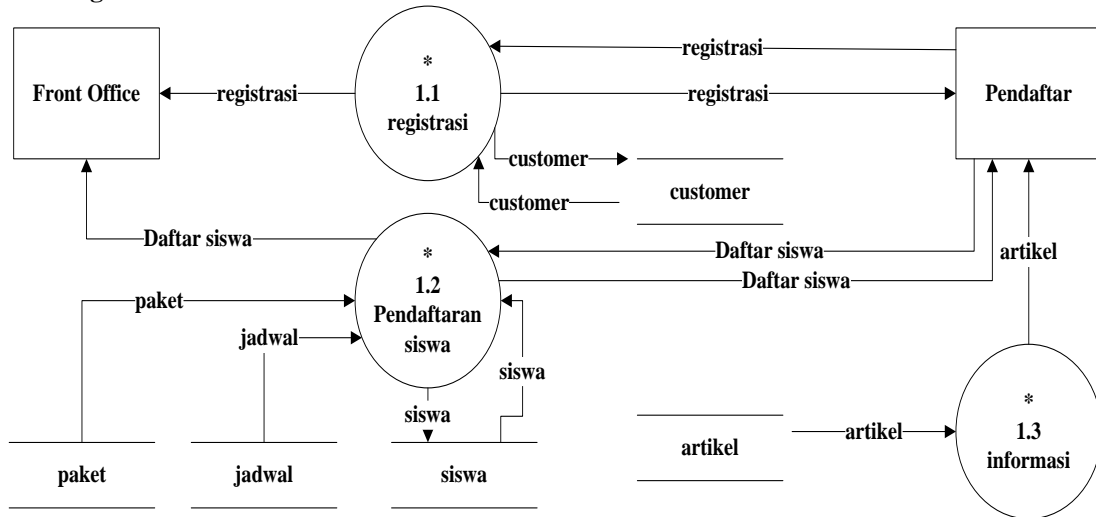 Front Office
registrasi
*
1.1
registrasi
registrasi
registrasi
Pendaftar
customer
customer
customer
Daftar siswa
*
1.2
Pendaftaran
siswa
Daftar siswa
Daftar siswa
artikel
paket
jadwal
siswa
siswa
paket
jadwal
siswa
artikel
artikel
*
1.3
informasi